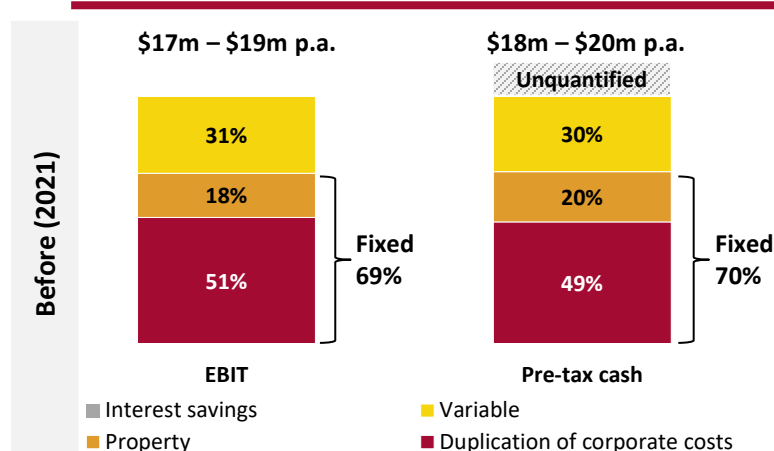 $17m – $19m p.a.
$18m – $20m p.a.
Before (2021)
31%
18%
51%
Fixed
69%
EBIT
Unquantified
30%
20%
49%
Fixed
70%
Pre-tax cash
Interest savings
Variable
Property
Duplication of corporate costs